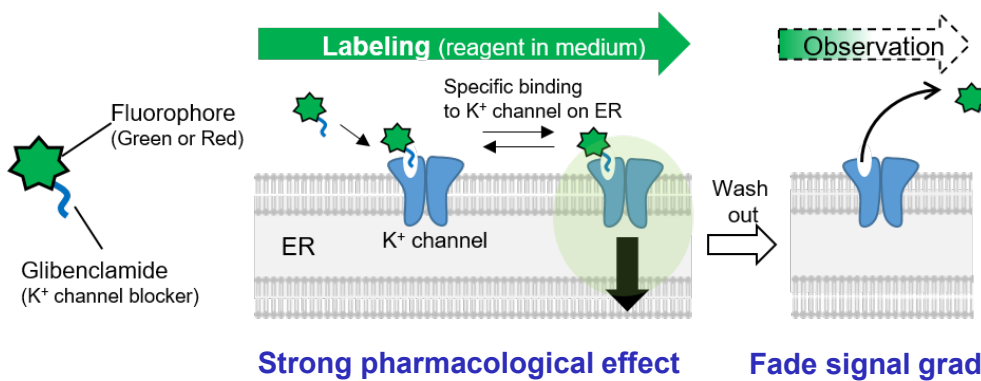 Labeling (reagent in medium)
Observation
Fluorophore
(Green or Red)
Specific binding
to K⁺ channel on ER
Wash
out
K⁺ channel
ER
Glibenclamide
(K⁺ channel blocker)
Strong pharmacological effect
Fade signal grad